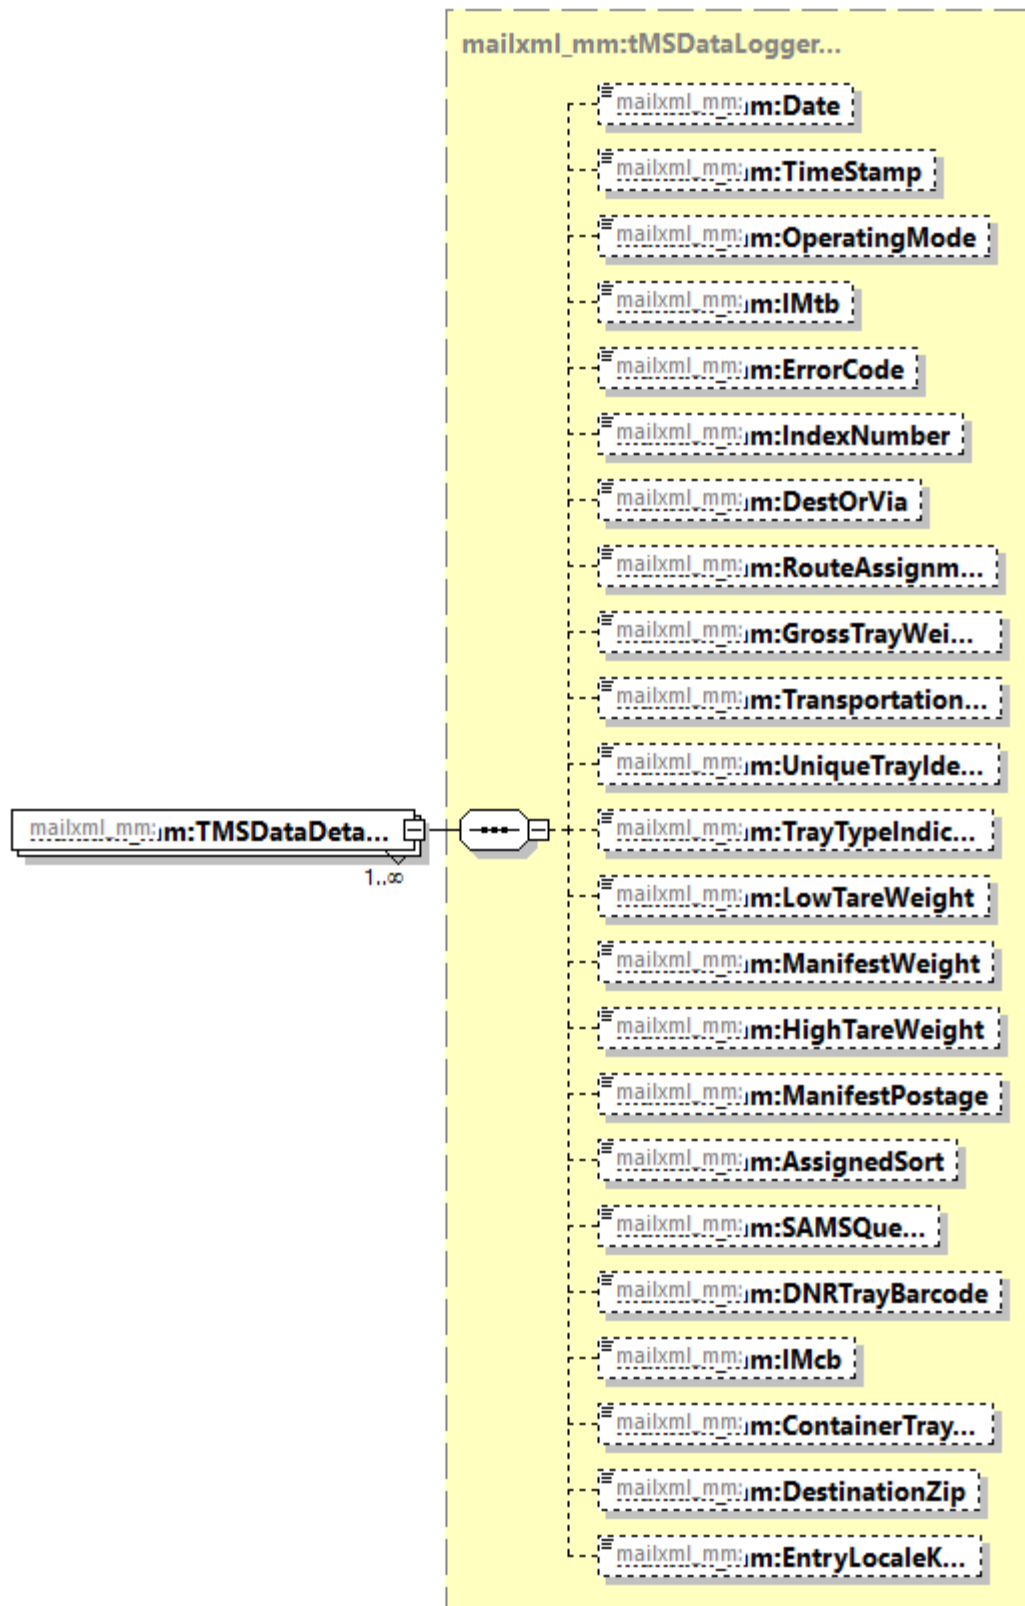 mailxml_mm:tMSDataLogger...
mailxml_mm:m:Date
mailxml_mm:m:TimeStamp
mailxml_mm:m:OperatingMode
mailxml_mm:m:IMtb
mailxml_mm:m:ErrorCode
mailxml_mm:m:IndexNumber
mailxml_mm:m:DestOrVia
mailxml_mm:m:RouteAssignm...
mailxml_mm:m:GrossTrayWei...
mailxml_mm:m:Transportation...
mailxml_mm:m:UniqueTrayIde...
mailxml_mm:m:TMSDataDeta...
1..∞
mailxml_mm:m:TrayTypeIndic...
mailxml_mm:m:LowTareWeight
mailxml_mm:m:ManifestWeight
mailxml_mm:m:HighTareWeight
mailxml_mm:m:ManifestPostage
mailxml_mm:m:AssignedSort
mailxml_mm:m:SAMSQue...
mailxml_mm:m:DNRTrayBarcode
mailxml_mm:m:IMcb
mailxml_mm:m:ContainerTray...
mailxml_mm:m:DestinationZip
mailxml_mm:m:EntryLocaleK...